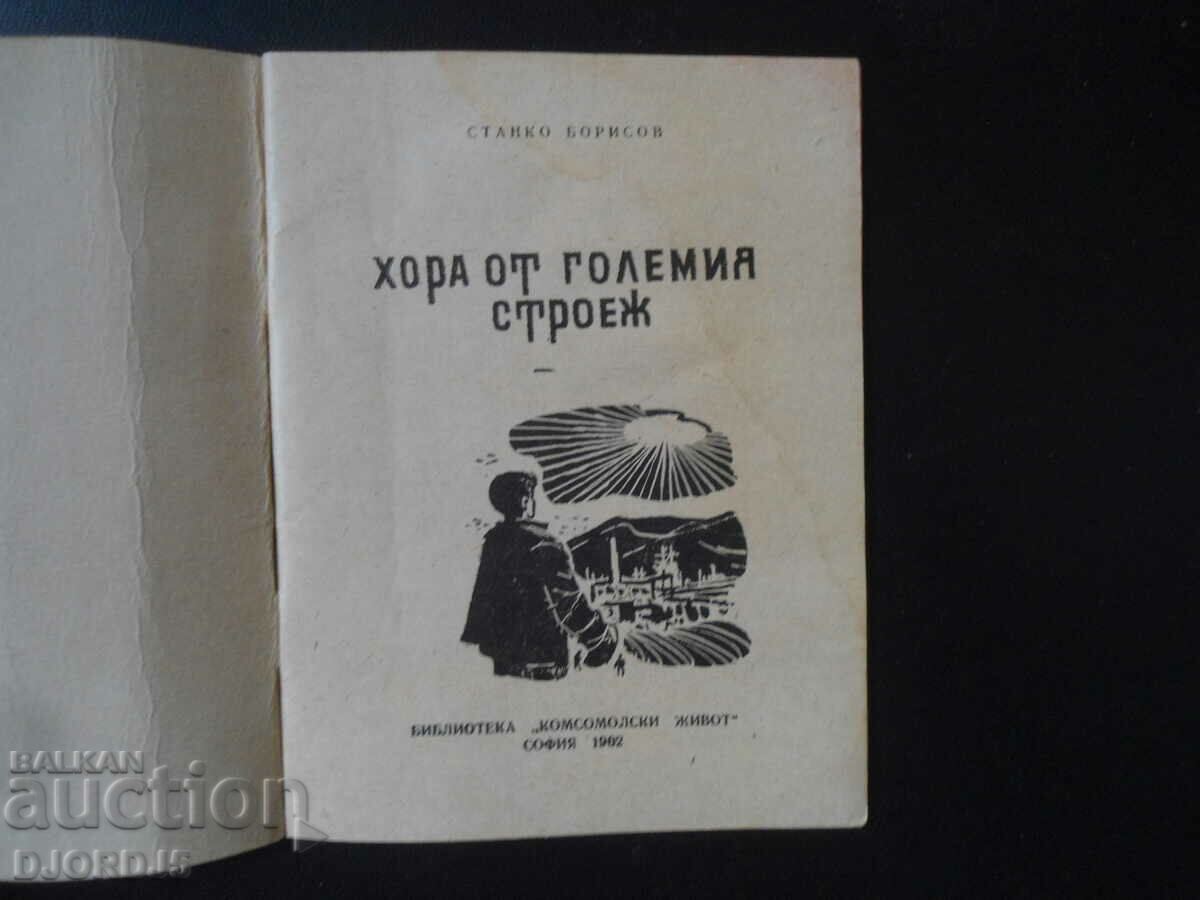 СТАНКО БОРИСОВ
ХОРА ОТ ГОЛЕМИЯ
СТРОЕЖ
БИБЛИОТЕКА „КОМСОМОЛСКИ ЖИВОТ“
СОФИЯ 1962
BALKAN
auction
DJORDJ5